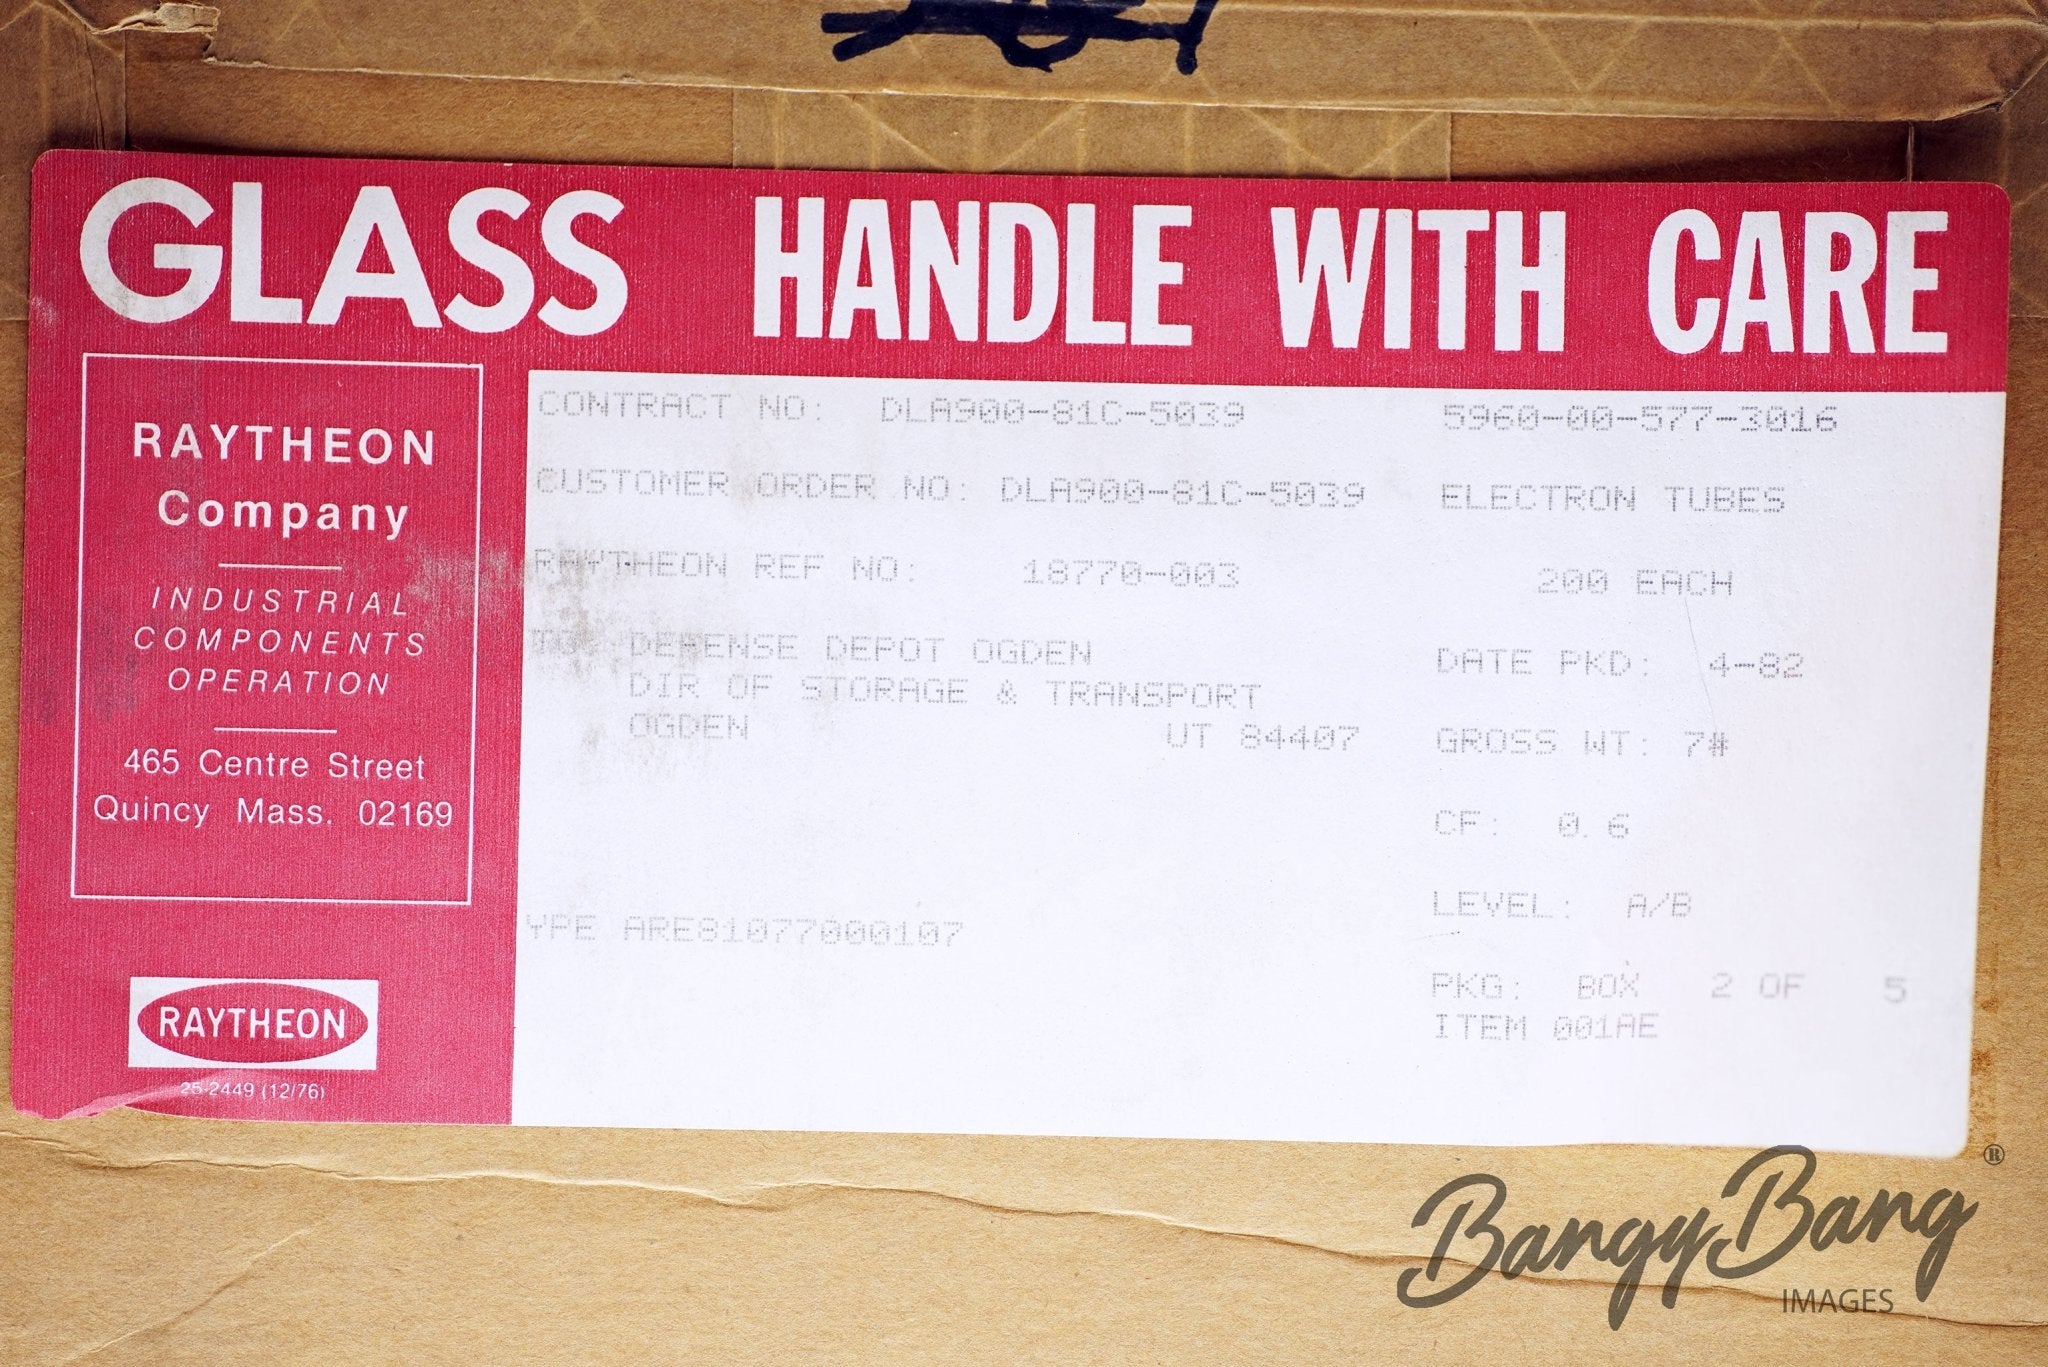 GLASS HANDLE WITH CARE
RAYTHEON
Company
INDUSTRIAL
COMPONENTS
OPERATION
465 Centre Street
Quincy Mass. 02169
RAYTHEON
25-2449 (12/76)
CONTRACT NO: DLA900-81C-5039 5960-00-577-3016
CUSTOMER ORDER NO: DLA900-81C-5039 ELECTRON TUBES
RAYTHEON REF NO: 18770-003 200 EACH
TO: DEFENSE DEPOT OGDEN DATE PKD: 4-82
DIR OF STORAGE & TRANSPORT
OGDEN UT 84407 GROSS WT: 7#
CF: 0.6
LEVEL: A/B
YPE ARE81077000107
PKG: BOX 2 OF 5
ITEM 001AE
BangyBang ®
IMAGES